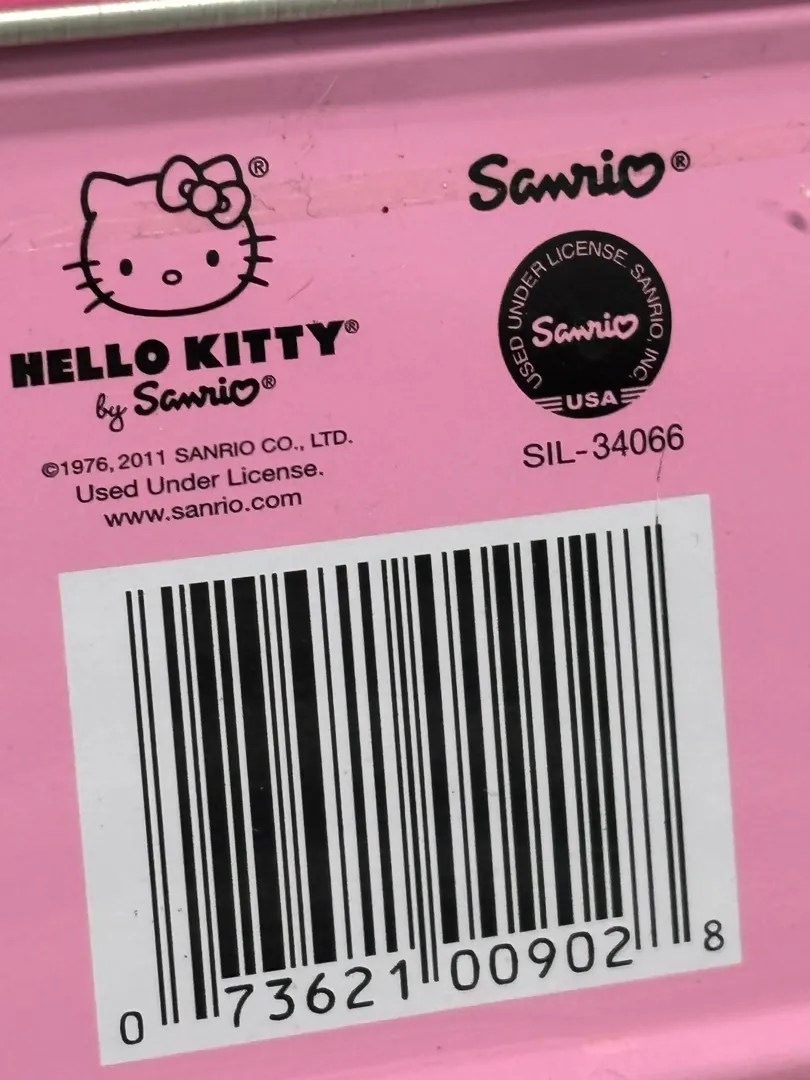 ®
HELLO KITTY®
by Sanrio®
©1976, 2011 SANRIO CO., LTD.
Used Under License.
www.sanrio.com
Sanrio®
USED UNDER LICENSE SANRIO, INC.
Sanrio
USA
SIL-34066
0 73621 00902 8